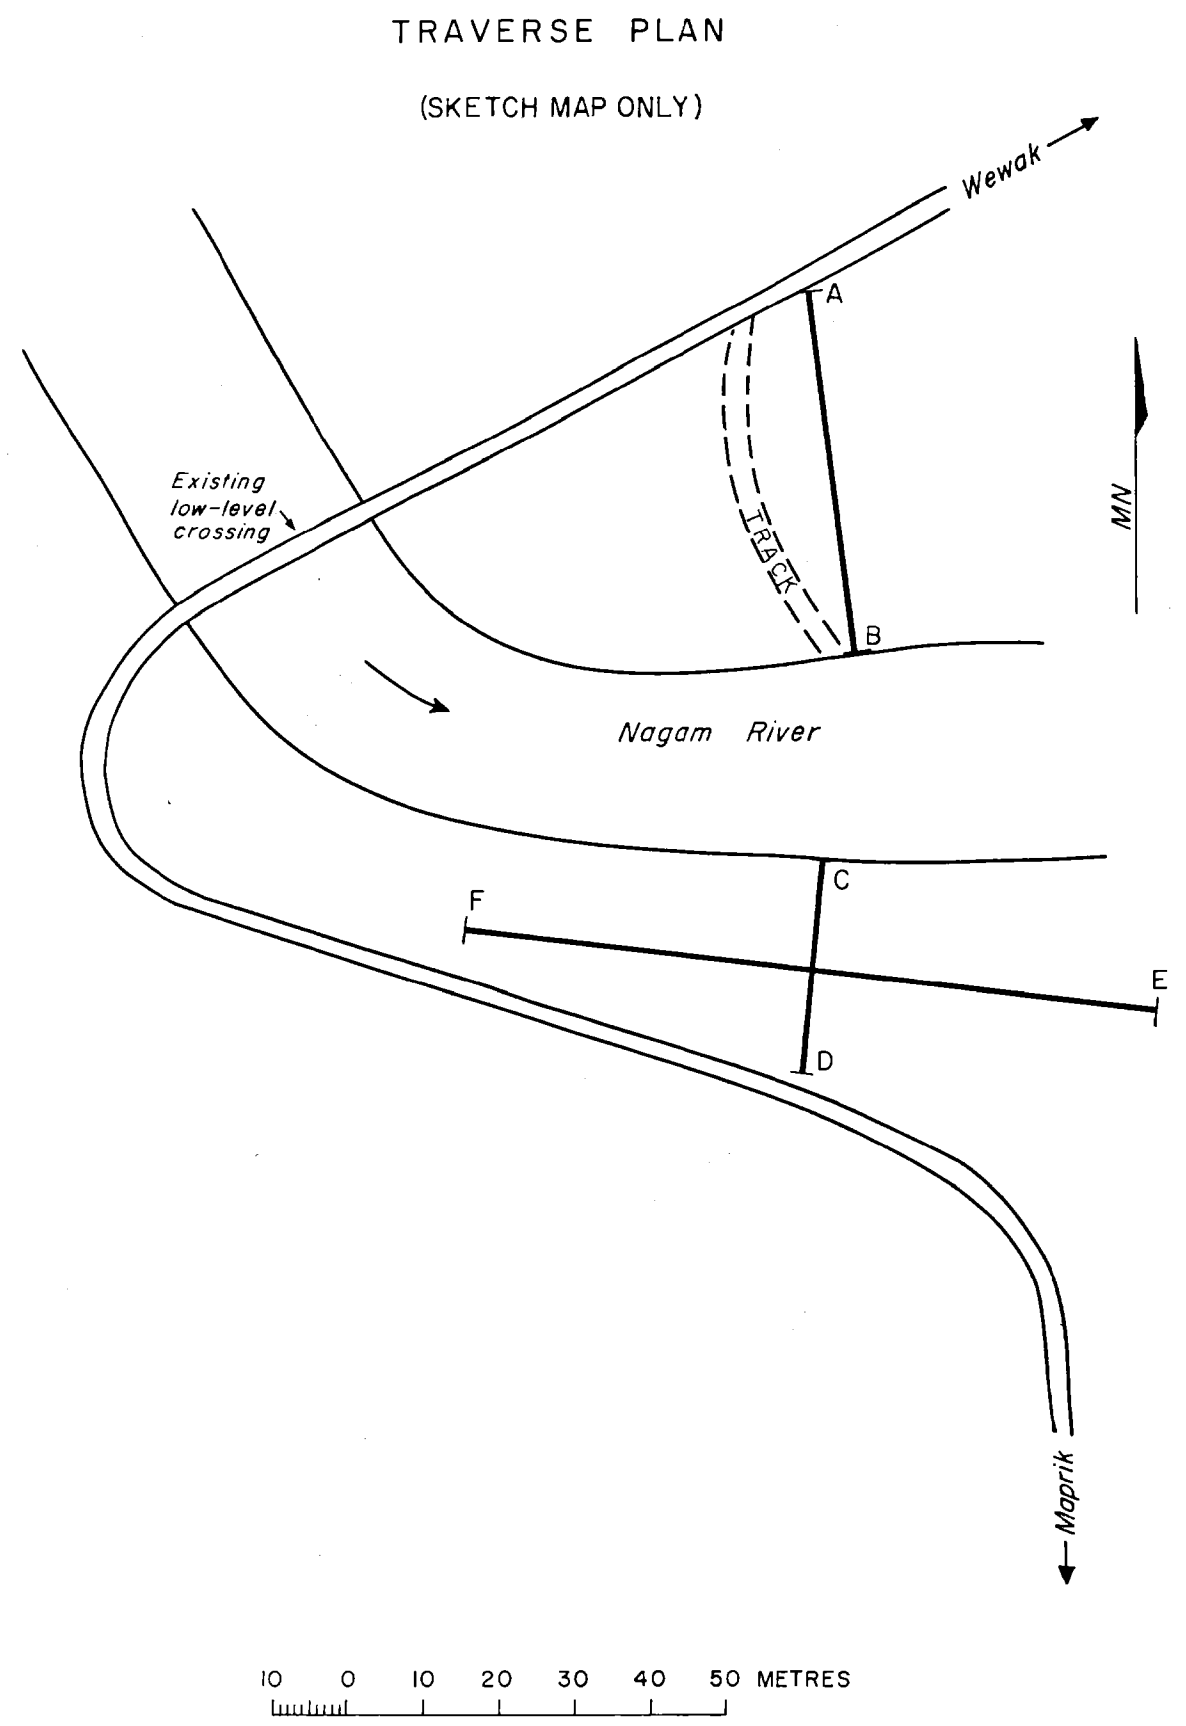 TRAVERSE PLAN
(SKETCH MAP ONLY)
Wewak
A
Existing
low-level
crossing
MN
TRACK
B
Nagam River
C
F
E
D
Maprik
10 0 10 20 30 40 50 METRES